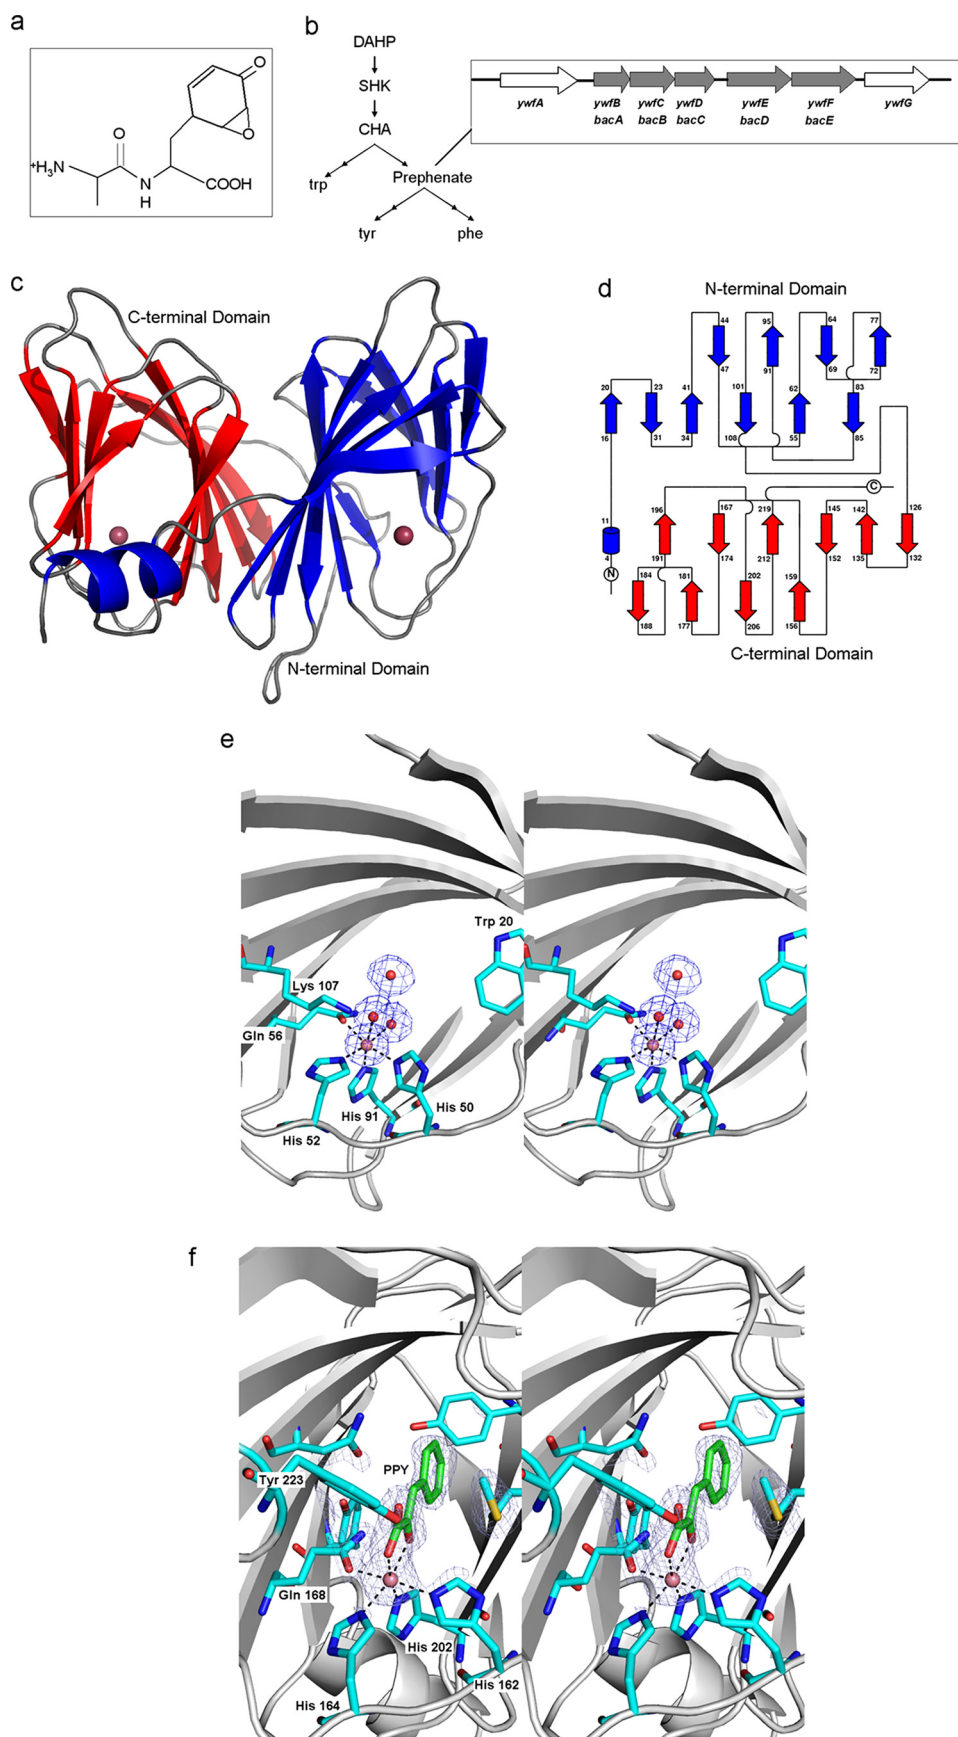 a
O
O
O
+H₃N
N
H
COOH
b
DAHP
SHK
CHA
trp
Prephenate
tyr
phe
ywfA
ywfB
ywfC
ywfD
ywfE
ywfF
ywfG
bacA
bacB
bacC
bacD
bacE
c
C-terminal Domain
N-terminal Domain
d
N-terminal Domain
44
95
64
77
47
91
69
72
20
23
41
101
62
83
16
31
34
108
55
85
11
4
N
C
196
167
219
145
142
126
191
174
212
152
135
132
184
181
202
159
188
177
206
156
C-terminal Domain
e
Trp 20
Lys 107
Gln 56
His 50
His 91
His 52
f
PPY
Tyr 223
Gln 168
His 202
His 162
His 164